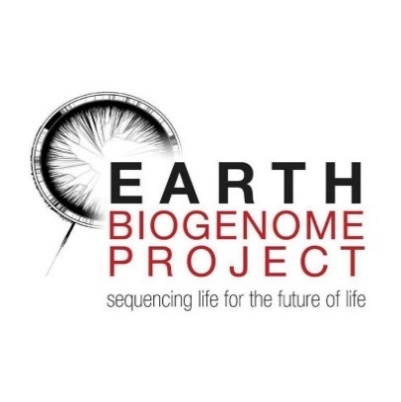 EARTH
BIOGENOME
PROJECT
sequencing life for the future of life